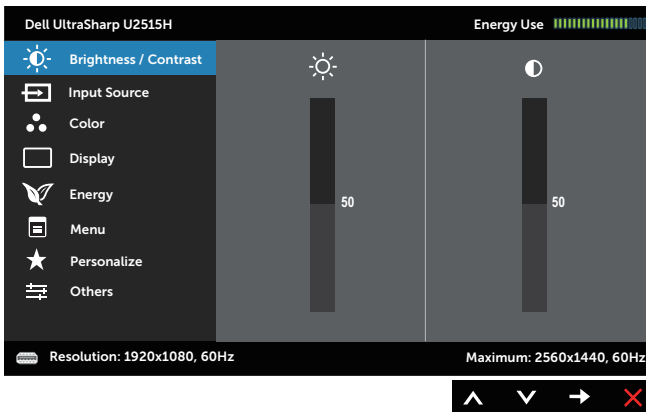 Dell UltraSharp U2515H
Energy Use
Brightness / Contrast
Input Source
Color
Display
Energy
Menu
Personalize
Others
50
50
Resolution: 1920x1080, 60Hz
Maximum: 2560x1440, 60Hz